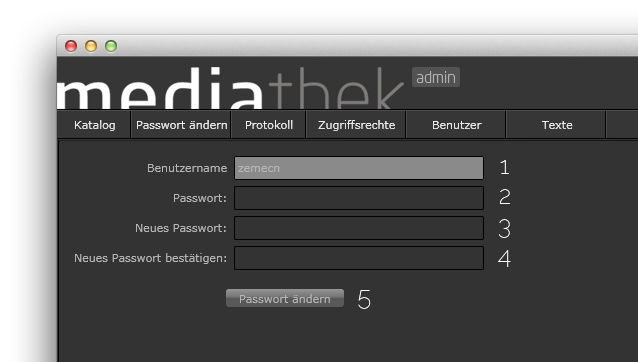 mediathek admin
Katalog Passwort ändern Protokoll Zugriffsrechte Benutzer Texte
Benutzername zemecn 1
Passwort: 2
Neues Passwort: 3
Neues Passwort bestätigen: 4
Passwort ändern 5